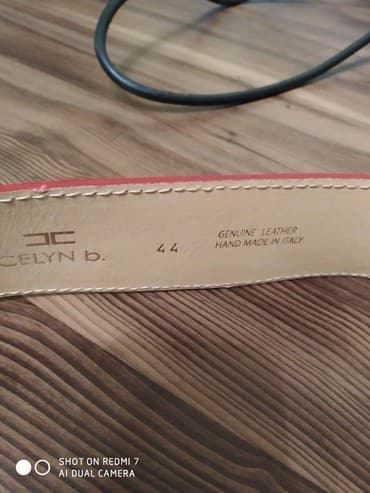 CELYN b.
44
GENUINE LEATHER
HAND MADE IN ITALY
SHOT ON REDMI 7
AI DUAL CAMERA